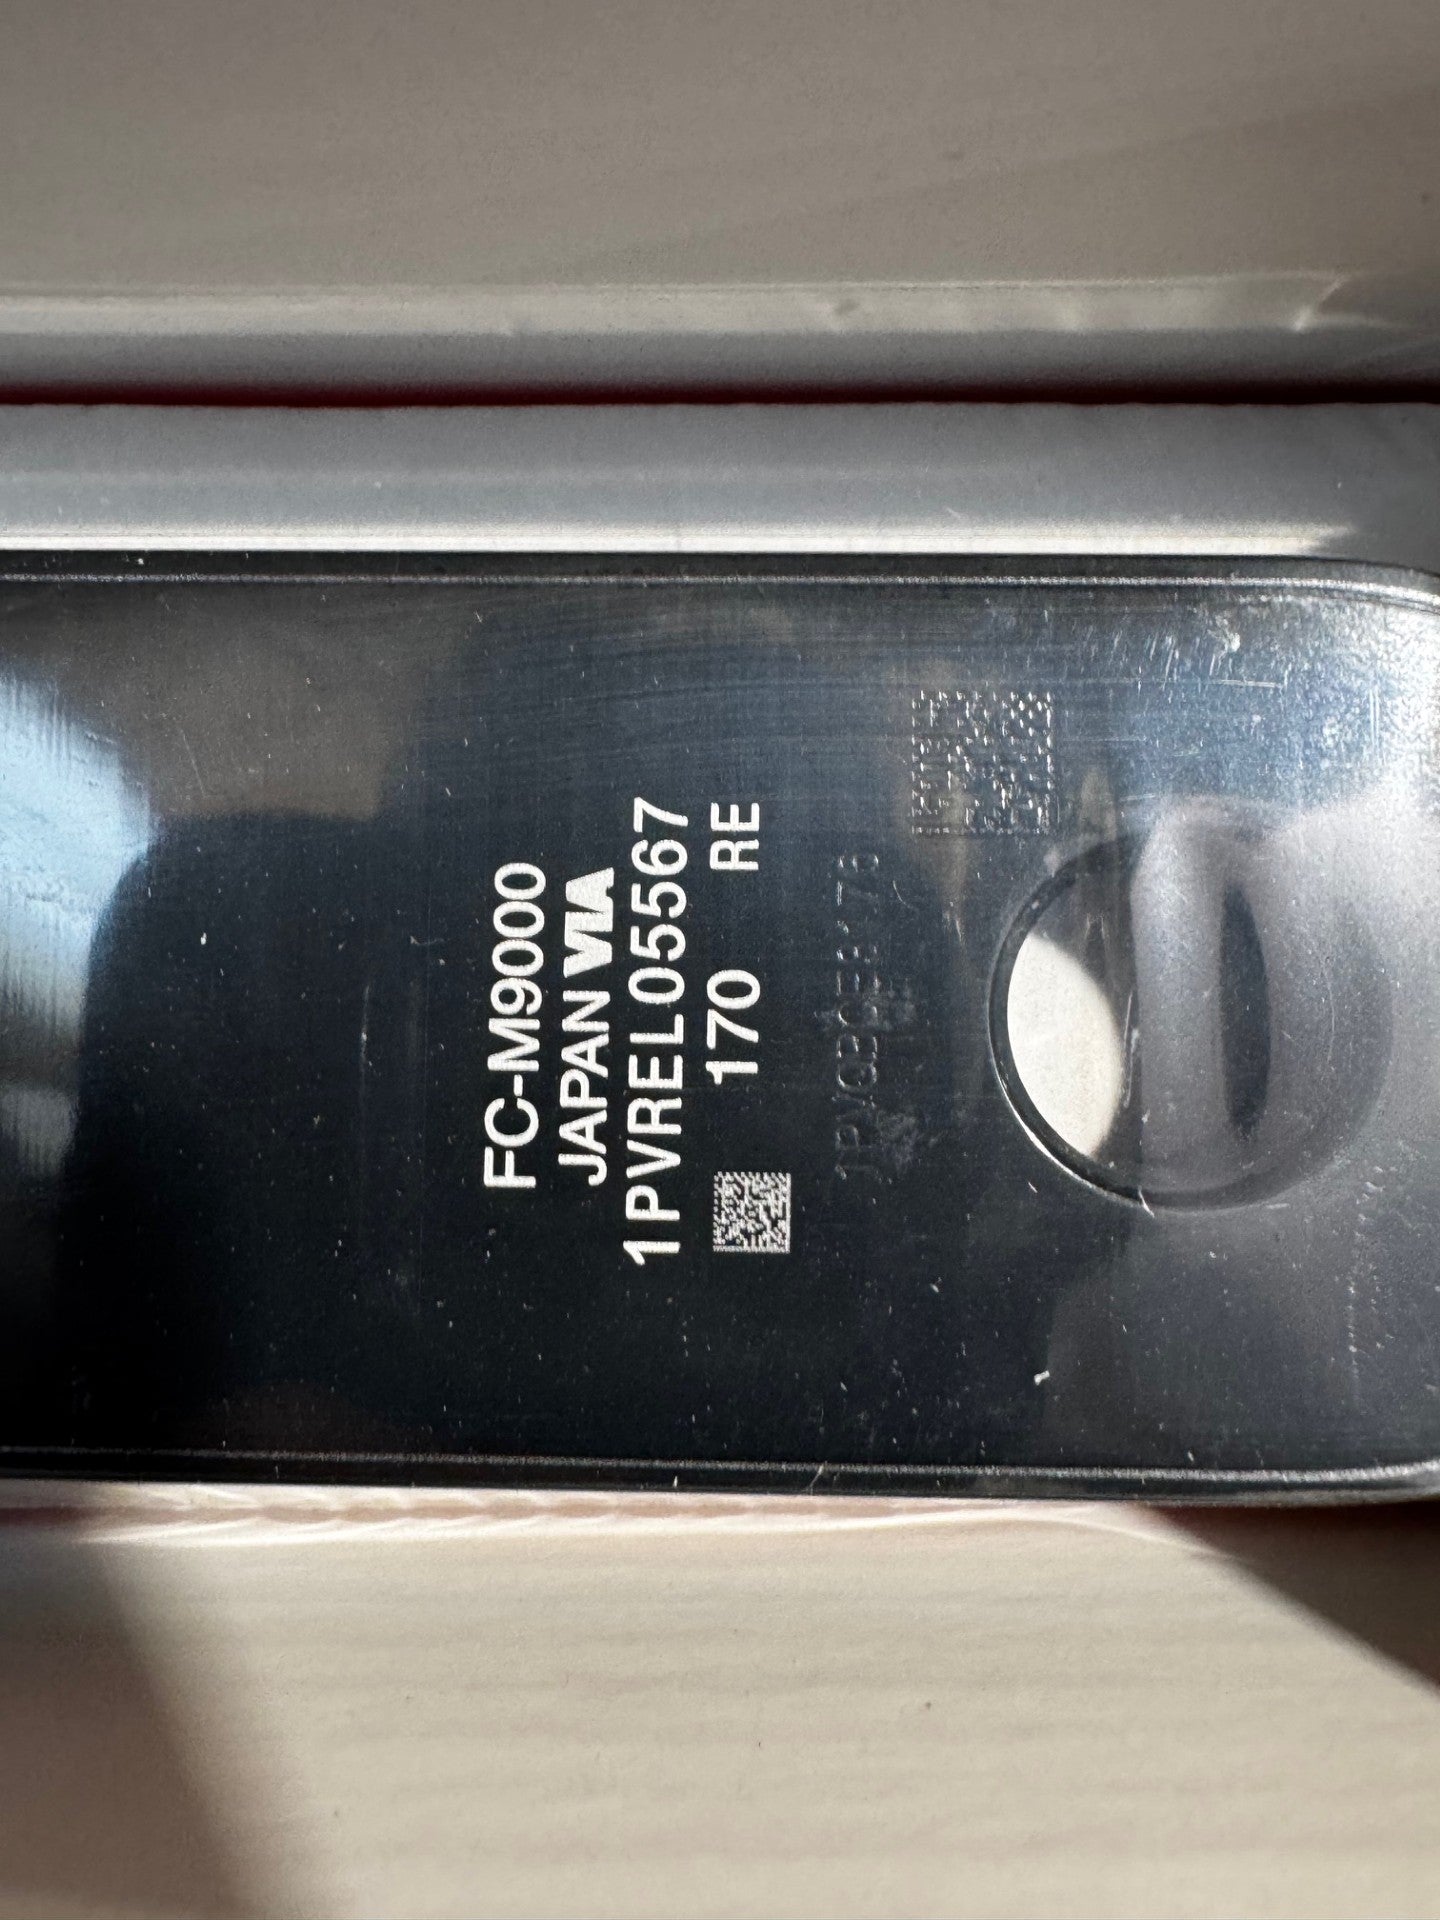 FC-M9000
JAPAN VIA
1PVREL05567
170 RE